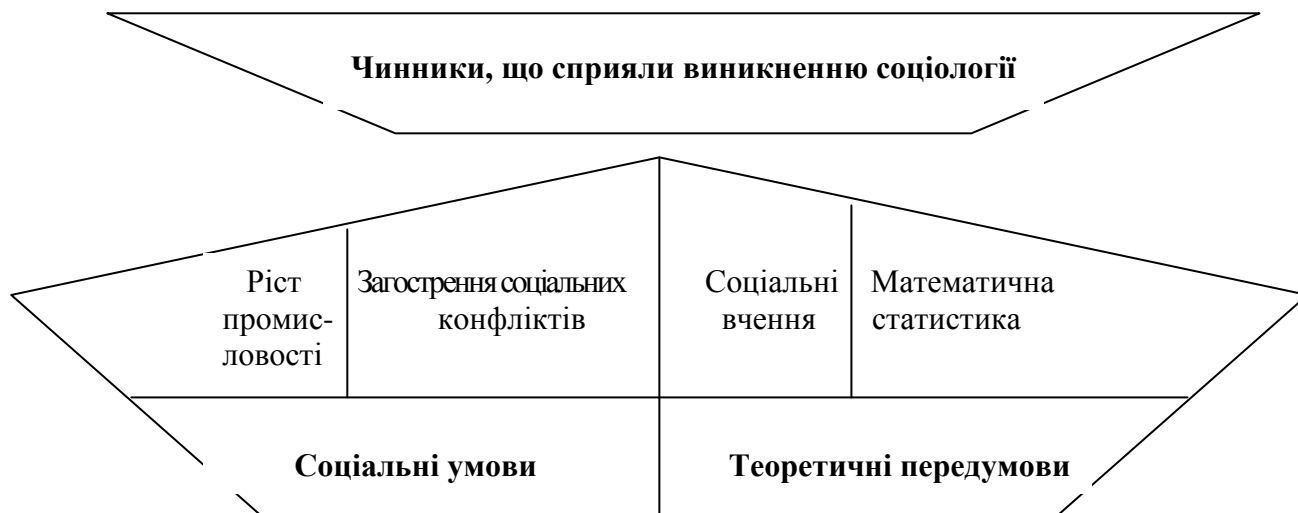 Чинники, що сприяли виникненню соціології
Ріст
промис-
ловості
Загострення соціальних
конфліктів
Соціальні
вчення
Математична
статистика
Соціальні умови
Теоретичні передумови